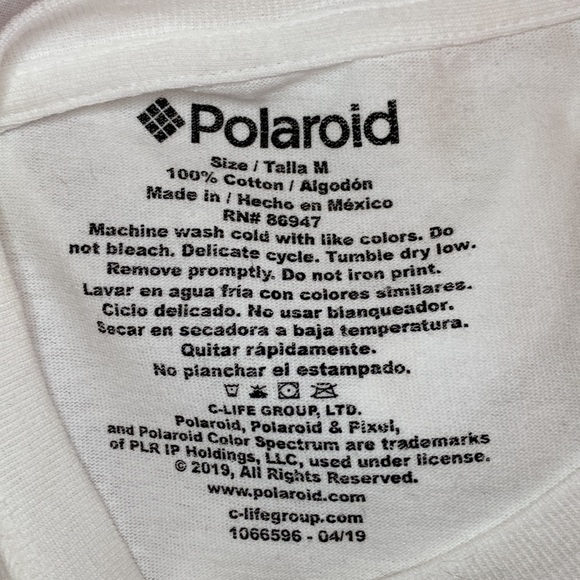 Polaroid
Size / Talla M
100% Cotton / Algodón
Made in / Hecho en México
RN# 86947
Machine wash cold with like colors. Do
not bleach. Delicate cycle. Tumble dry low.
Remove promptly. Do not iron print.
Lavar en agua fría con colores similares.
Ciclo delicado. No usar blanqueador.
Secar en secadora a baja temperatura.
Quitar rápidamente.
No planchar el estampado.
C-LIFE GROUP, LTD.
Polaroid, Polaroid & Pixel,
and Polaroid Color Spectrum are trademarks
of PLR IP Holdings, LLC, used under license.
© 2019, All Rights Reserved.
www.polaroid.com
c-lifegroup.com
1066596 - 04/19